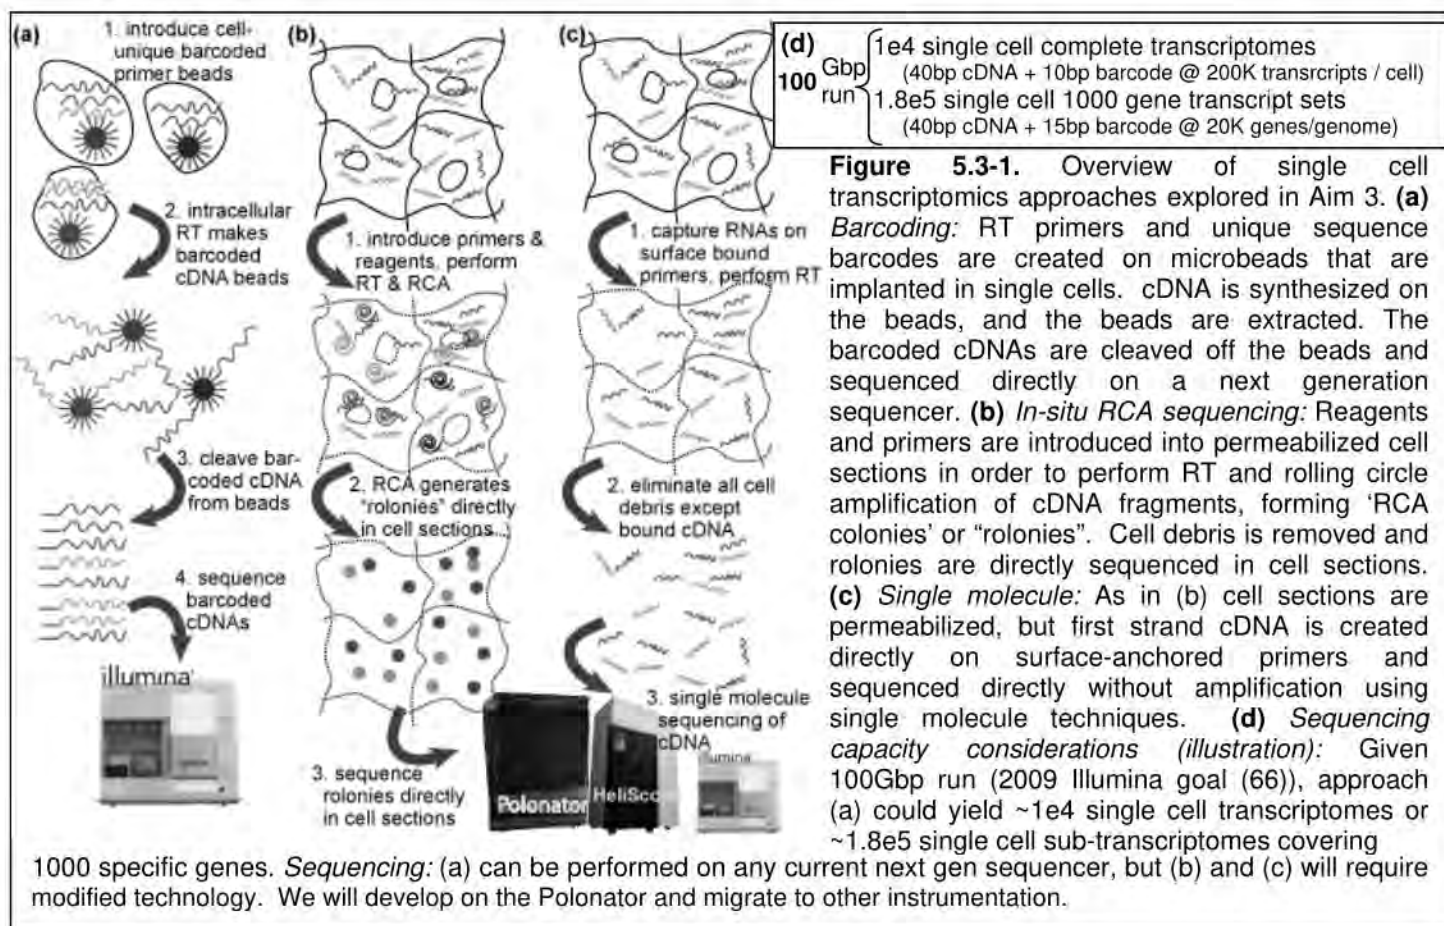 (a)
1. introduce cell-
unique barcoded
primer beads
2. intracellular
RT makes
barcoded
cDNA beads
3. cleave bar-
coded cDNA
from beads
4. sequence
barcoded
cDNAs
illumina
(b)
1. introduce primers &
reagents, perform
RT & RCA
2. RCA generates
"rolonies" directly
in cell sections
3. sequence
rolonies directly
in cell sections
Polonator
(c)
1. capture RNAs on
surface bound
primers, perform RT
2. eliminate all cell
debris except
bound cDNA
3. single molecule
sequencing of
cDNA
HeliSco
lumina
(d)
100 Gbp
run
1e4 single cell complete transcriptomes
(40bp cDNA + 10bp barcode @ 200K transrcripts / cell)
1.8e5 single cell 1000 gene transcript sets
(40bp cDNA + 15bp barcode @ 20K genes/genome)
Figure 5.3-1. Overview of single cell
transcriptomics approaches explored in Aim 3. (a)
Barcoding: RT primers and unique sequence
barcodes are created on microbeads that are
implanted in single cells. cDNA is synthesized on
the beads, and the beads are extracted. The
barcoded cDNAs are cleaved off the beads and
sequenced directly on a next generation
sequencer. (b) In-situ RCA sequencing: Reagents
and primers are introduced into permeabilized cell
sections in order to perform RT and rolling circle
amplification of cDNA fragments, forming 'RCA
colonies' or "rolonies". Cell debris is removed and
rolonies are directly sequenced in cell sections.
(c) Single molecule: As in (b) cell sections are
permeabilized, but first strand cDNA is created
directly on surface-anchored primers and
sequenced directly without amplification using
single molecule techniques. (d) Sequencing
capacity considerations (illustration): Given
100Gbp run (2009 Illumina goal (66)), approach
(a) could yield ~1e4 single cell transcriptomes or
~1.8e5 single cell sub-transcriptomes covering
1000 specific genes. Sequencing: (a) can be performed on any current next gen sequencer, but (b) and (c) will require
modified technology. We will develop on the Polonator and migrate to other instrumentation.